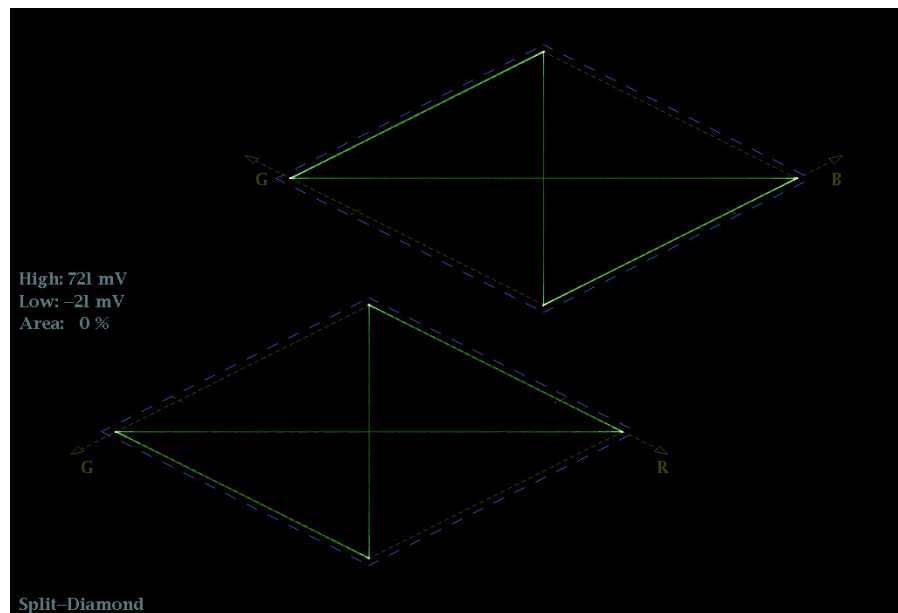 G B
High: 721 mV
Low: −21 mV
Area: 0 %
G R
Split−Diamond